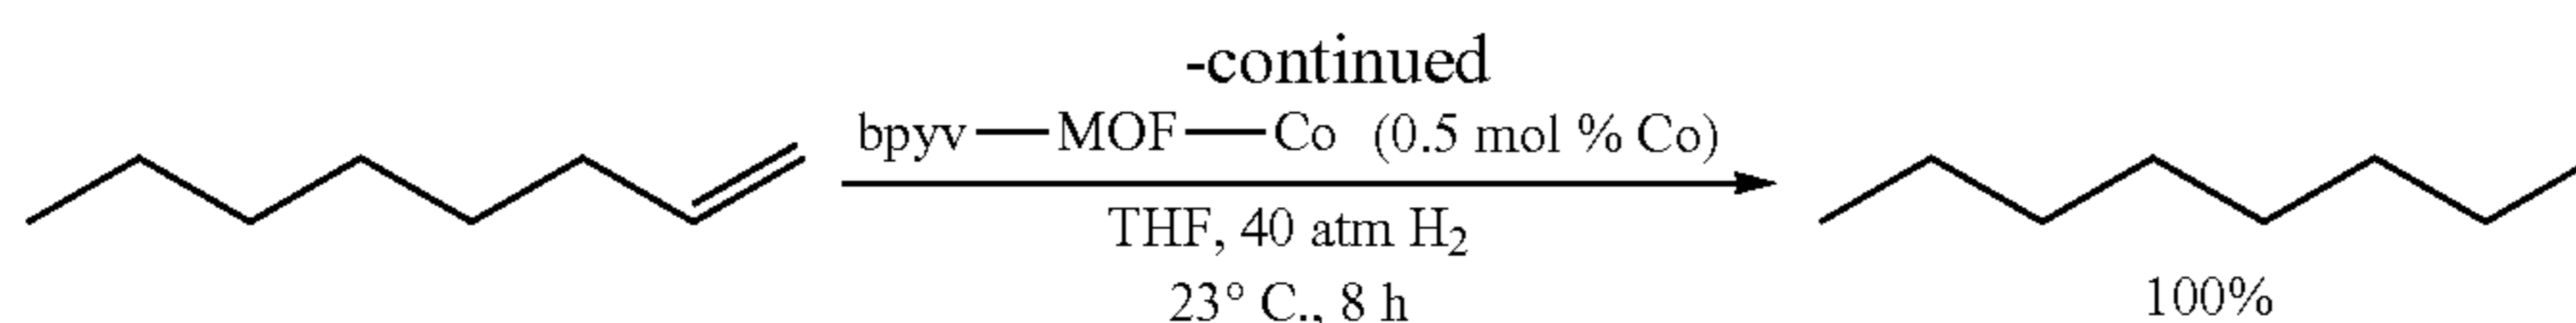 -continued
bpyv—MOF—Co (0.5 mol % Co)
THF, 40 atm H₂
23° C., 8 h
100%